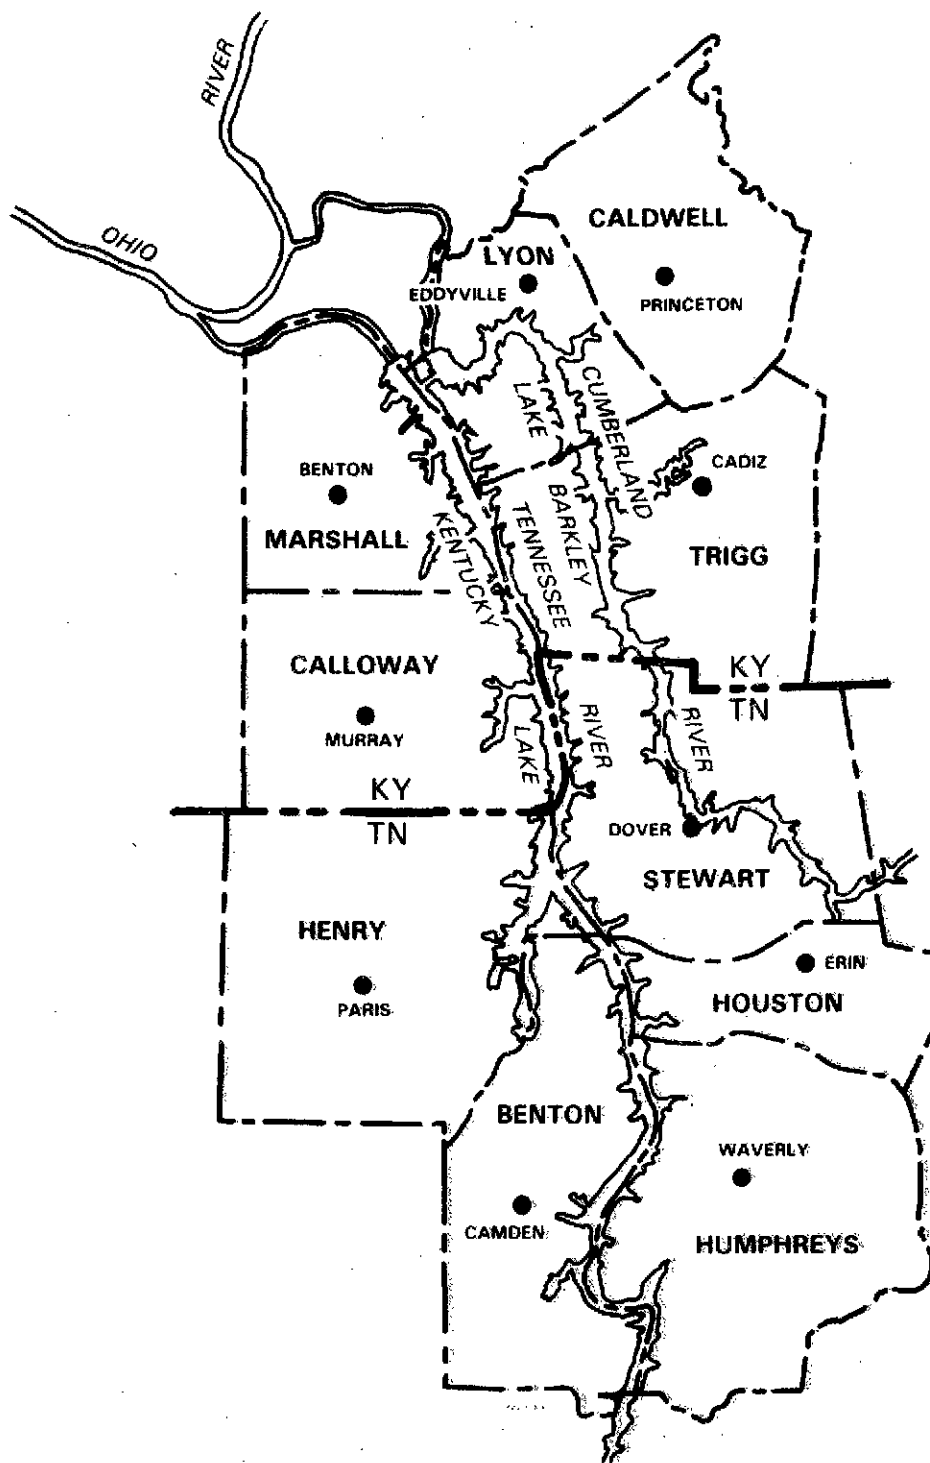 RIVER
OHIO
CALDWELL
LYON
EDDYVILLE
PRINCETON
LAKE
CUMBERLAND
BENTON
CADIZ
MARSHALL
KENTUCKY
TENNESSEE
BARKLEY
TRIGG
CALLOWAY
KY
TN
MURRAY
LAKE
RIVER
RIVER
KY
TN
DOVER
STEWART
HENRY
ERIN
PARIS
HOUSTON
BENTON
WAVERLY
CAMDEN
HUMPHREYS